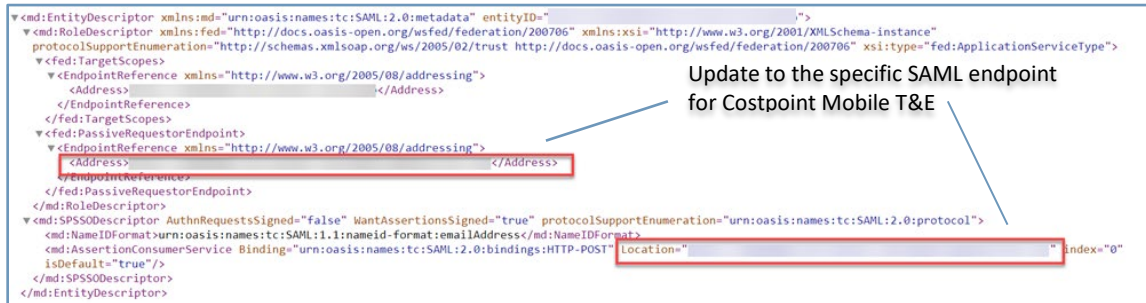 ▼<md:EntityDescriptor xmlns:md="urn:oasis:names:tc:SAML:2.0:metadata" entityID=" ">
▼<md:RoleDescriptor xmlns:fed="http://docs.oasis-open.org/wsfed/federation/200706" xmlns:xsi="http://www.w3.org/2001/XMLSchema-instance"
protocolSupportEnumeration="http://schemas.xmlsoap.org/ws/2005/02/trust http://docs.oasis-open.org/wsfed/federation/200706" xsi:type="fed:ApplicationServiceType">
▼<fed:TargetScopes>
▼<EndpointReference xmlns="http://www.w3.org/2005/08/addressing">
<Address> </Address>
</EndpointReference>
</fed:TargetScopes>
▼<fed:PassiveRequestorEndpoint>
▼<EndpointReference xmlns="http://www.w3.org/2005/08/addressing">
<Address> </Address>
</EndpointReference>
</fed:PassiveRequestorEndpoint>
</md:RoleDescriptor>
▼<md:SPSSODescriptor AuthnRequestsSigned="false" WantAssertionsSigned="true" protocolSupportEnumeration="urn:oasis:names:tc:SAML:2.0:protocol">
<md:NameIDFormat>urn:oasis:names:tc:SAML:1.1:nameid-format:emailAddress</md:NameIDFormat>
<md:AssertionConsumerService Binding="urn:oasis:names:tc:SAML:2.0:bindings:HTTP-POST" Location=" " index="0"
isDefault="true"/>
</md:SPSSODescriptor>
</md:EntityDescriptor>
Update to the specific SAML endpoint
for Costpoint Mobile T&E